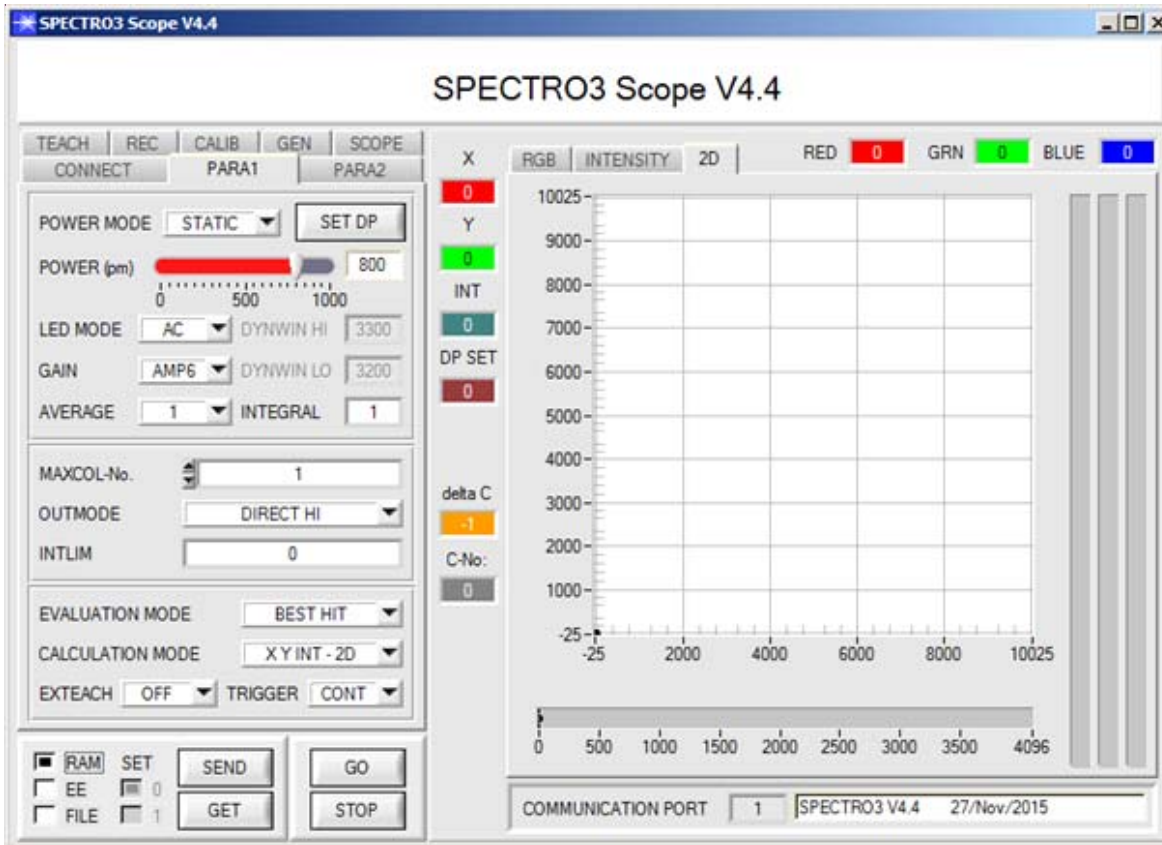 SPECTRO3 Scope V4.4
SPECTRO3 Scope V4.4
TEACH REC CALIB GEN SCOPE
CONNECT PARA1 PARA2
POWER MODE STATIC SET DP
POWER (pm) 800
0 500 1000
LED MODE AC DYNWIN HI 3300
GAIN AMP6 DYNWIN LO 3200
AVERAGE 1 INTEGRAL 1
MAXCOL-No. 1
OUTMODE DIRECT HI
INTLIM 0
EVALUATION MODE BEST HIT
CALCULATION MODE X Y INT - 2D
EXTEACH OFF TRIGGER CONT
RAM SET
EE 0
FILE 1
SEND
GET
GO
STOP
X
0
Y
0
INT
0
DP SET
0
delta C
-1
C-No:
0
RGB INTENSITY 2D RED 0 GRN 0 BLUE 0
10025
9000
8000
7000
6000
5000
4000
3000
2000
1000
-25
-25 2000 4000 6000 8000 10025
0 500 1000 1500 2000 2500 3000 3500 4096
COMMUNICATION PORT 1 SPECTRO3 V4.4 27/Nov/2015